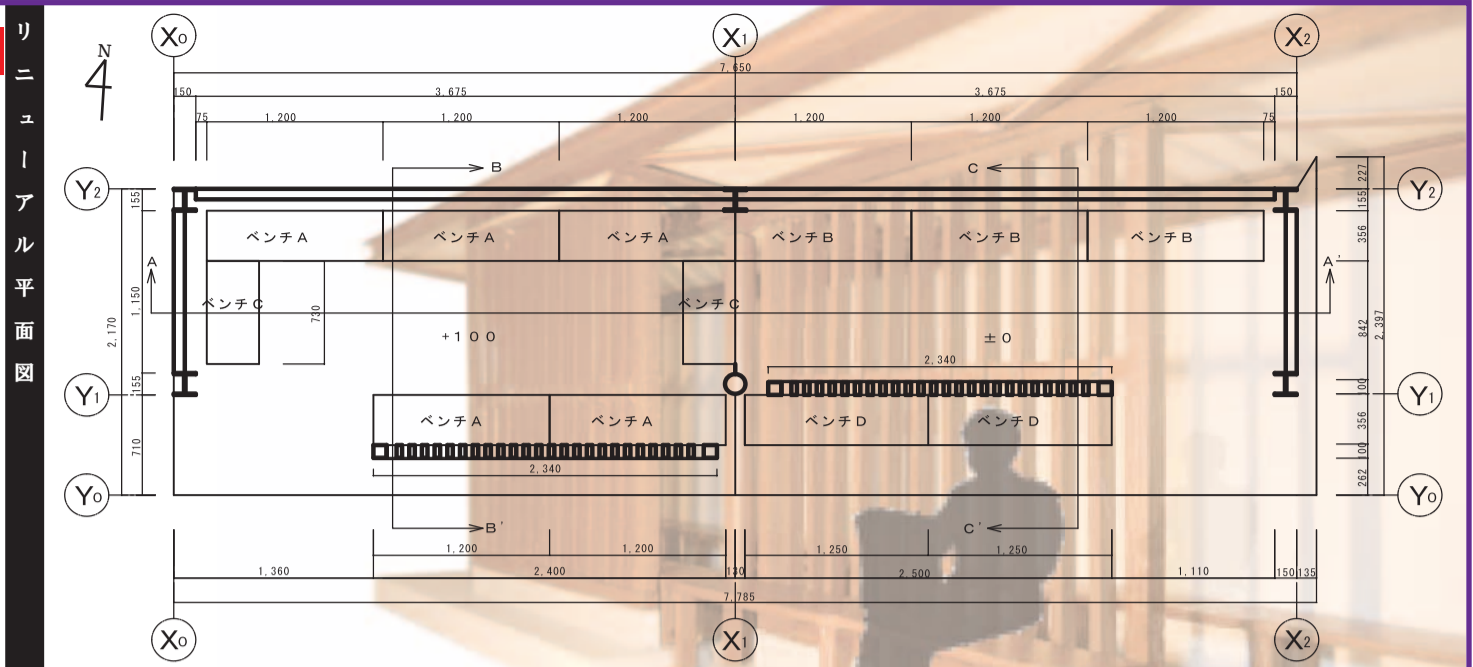 リニューアル平面図
N
X0
X1
X2
7,650
150
3,675
3,675
150
75
1,200
1,200
1,200
1,200
1,200
1,200
75
B
C
Y2
Y2
155
227
155
ベンチA
ベンチA
ベンチA
ベンチB
ベンチB
ベンチB
356
A
A'
ベンチC
ベンチC
1,150
730
2,170
+100
±0
842
2,397
2,340
155
100
Y1
Y1
ベンチA
ベンチA
ベンチD
ベンチD
356
710
100
2,340
262
Y0
Y0
B'
C'
1,200
1,200
1,250
1,250
1,360
2,400
130
2,500
1,110
150
135
7,785
X0
X1
X2